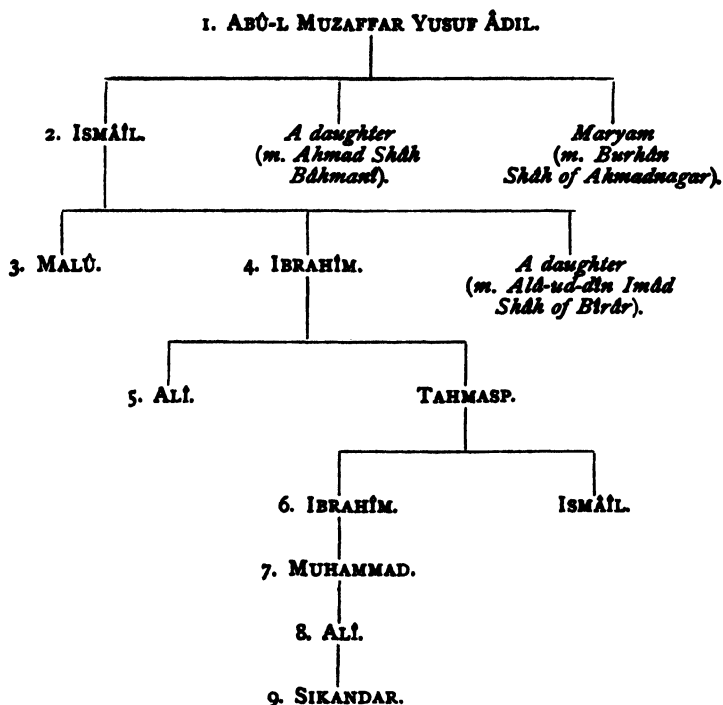 1. ABÛ-L MUZAFFAR YUSUF ÂDIL.
2. ISMÂÎL.
A daughter
(m. Ahmad Shâh
Bâhmanî).
Maryam
(m. Burhân
Shâh of Ahmadnagar).
3. MALÛ.
4. IBRAHÎM.
A daughter
(m. Alâ-ud-dîn Imâd
Shâh of Bîrâr).
5. ALÎ.
TAHMASP.
6. IBRAHÎM.
ISMÂÎL.
7. MUHAMMAD.
8. ALÎ.
9. SIKANDAR.